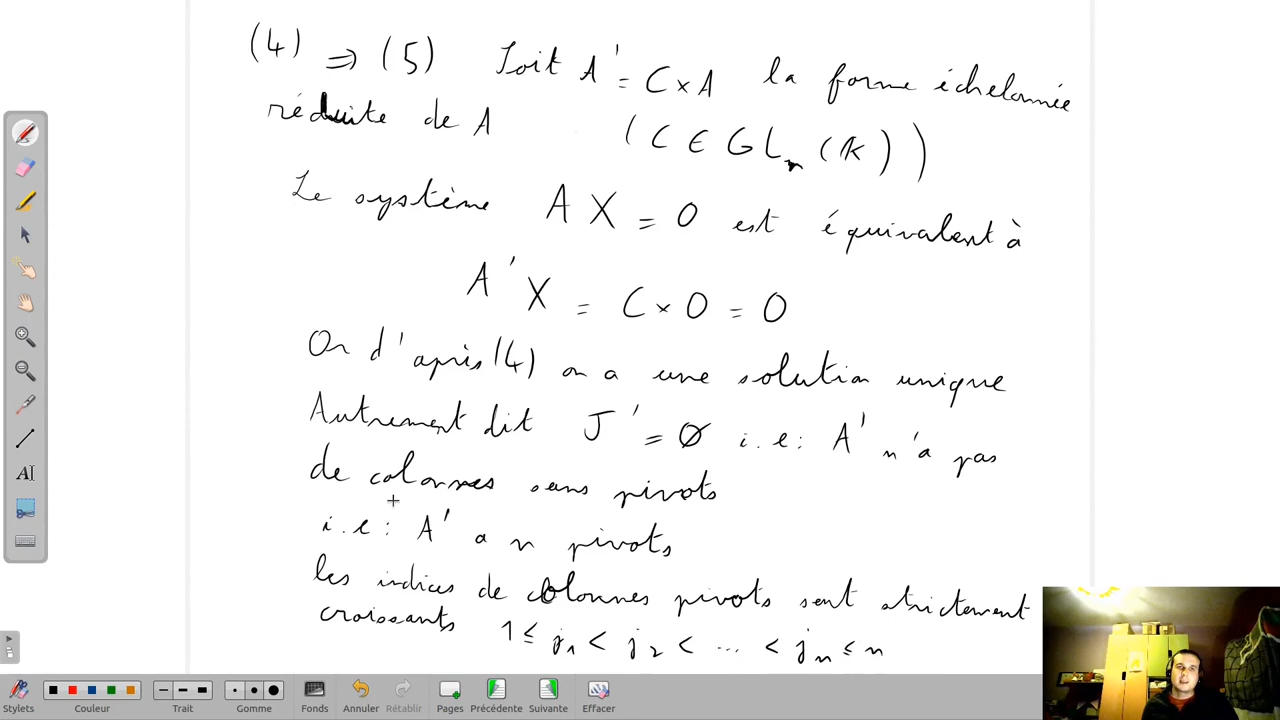 (4) ⇒ (5) Soit A' = C×A la forme échelonnée
réduite de A (C ∈ GLn(K))
Le système AX = 0 est équivalent à
A'X = C×0 = 0
Or d'après (4) on a une solution unique
Autrement dit J' = ∅ i.e: A' n'a pas
de colonnes sans pivots
i.e: A' a n pivots
les indices de colonnes pivots sont strictement
croissants 1 ≤ j1 < j2 < ... < jn ≤ n
Stylets
Couleur
Trait
Gomme
Fonds
Annuler
Rétablir
Pages
Précédente
Suivante
Effacer